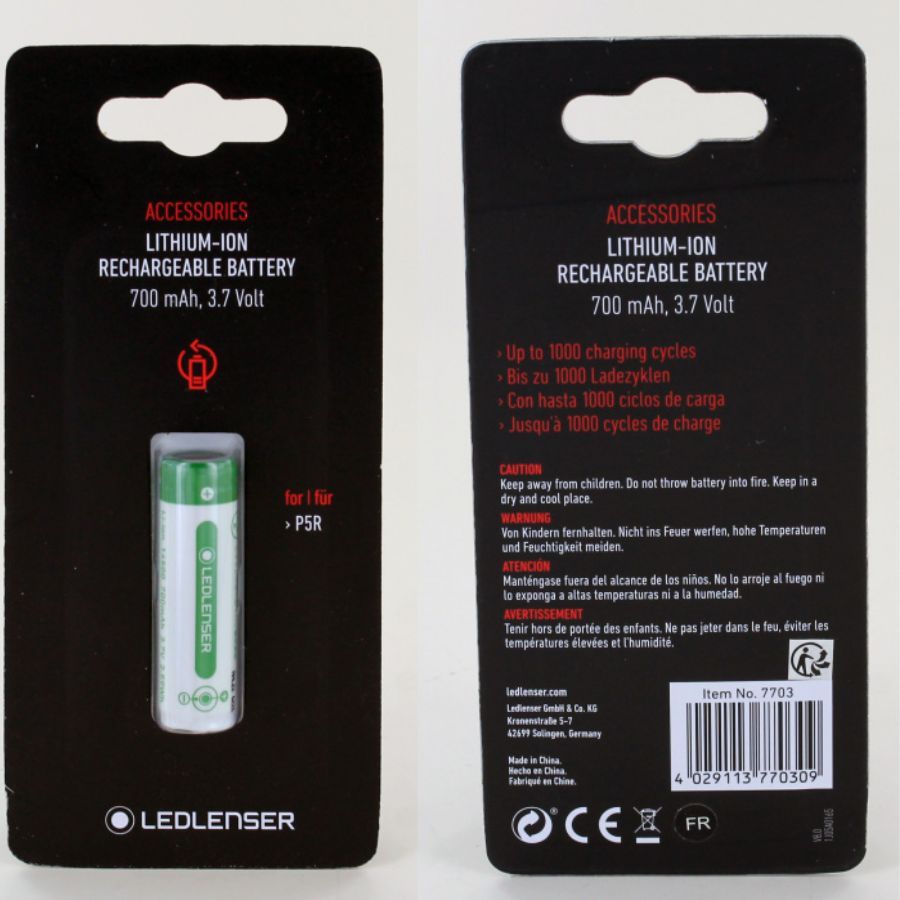 ACCESSORIES
LITHIUM-ION
RECHARGEABLE BATTERY
700 mAh, 3.7 Volt
for | für
› P5R
LEDLENSER
LEDLENSER
ACCESSORIES
LITHIUM-ION
RECHARGEABLE BATTERY
700 mAh, 3.7 Volt
› Up to 1000 charging cycles
› Bis zu 1000 Ladezyklen
› Con hasta 1000 ciclos de carga
› Jusqu'à 1000 cycles de charge
CAUTION
Keep away from children. Do not throw battery into fire. Keep in a
dry and cool place.
WARNUNG
Von Kindern fernhalten. Nicht ins Feuer werfen, hohe Temperaturen
und Feuchtigkeit meiden.
ATENCIÓN
Manténgase fuera del alcance de los niños. No lo arroje al fuego ni
lo exponga a altas temperaturas ni a la humedad.
AVERTISSEMENT
Tenir hors de portée des enfants. Ne pas jeter dans le feu, éviter les
températures élevées et l'humidité.
ledlenser.com
Ledlenser GmbH & Co. KG
Kronenstraße 5-7
42699 Solingen, Germany
Made in China.
Hecho en China.
Fabriqué en Chine.
Item No. 7703
4 029113 770309
CE
FR
V8.0